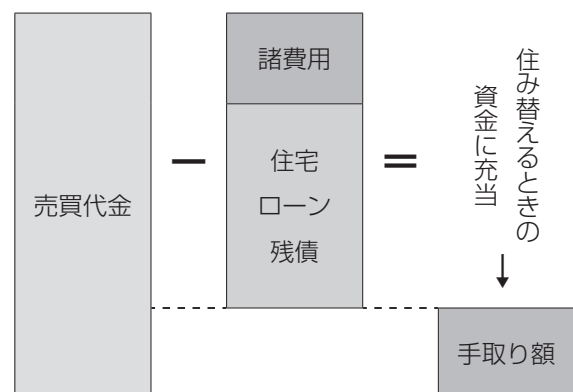 売買代金
−
諸費用
住宅
ローン
残債
＝
住み替えるときの
資金に充当
↓
手取り額